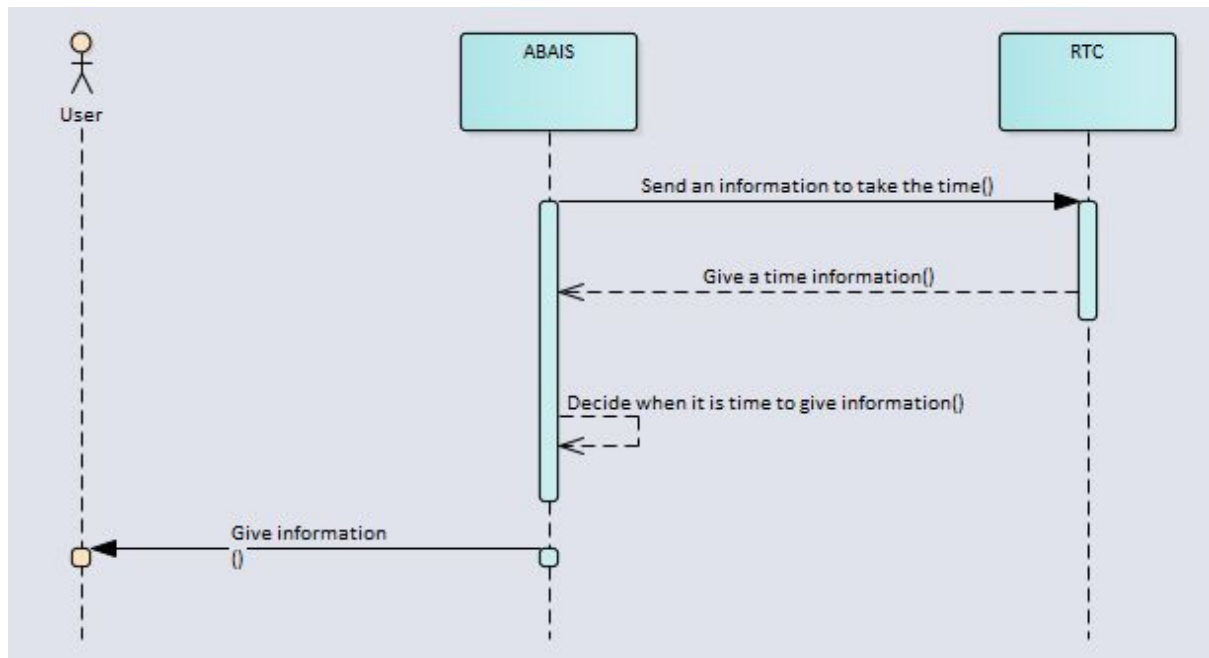 ABAIS
RTC
User
Send an information to take the time()
Give a time information()
Decide when it is time to give information()
Give information
()